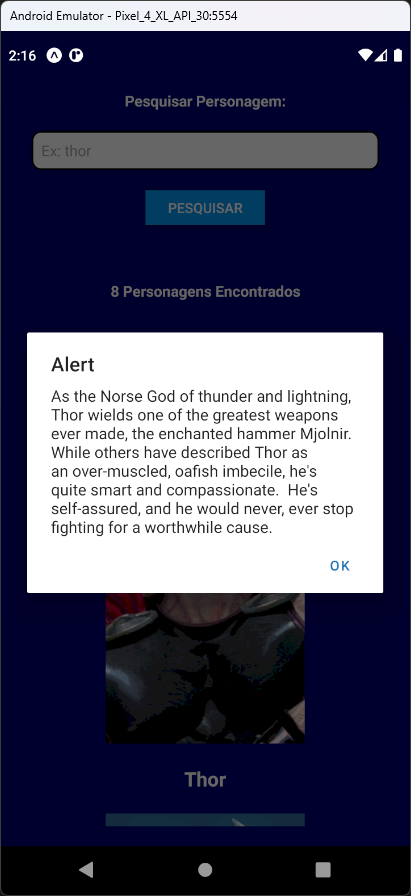 Android Emulator - Pixel_4_XL_API_30:5554
2:16
Pesquisar Personagem:
Ex: thor
PESQUISAR
8 Personagens Encontrados
Alert
As the Norse God of thunder and lightning,
Thor wields one of the greatest weapons
ever made, the enchanted hammer Mjolnir.
While others have described Thor as
an over-muscled, oafish imbecile, he's
quite smart and compassionate.  He's
self-assured, and he would never, ever stop
fighting for a worthwhile cause.
OK
Thor